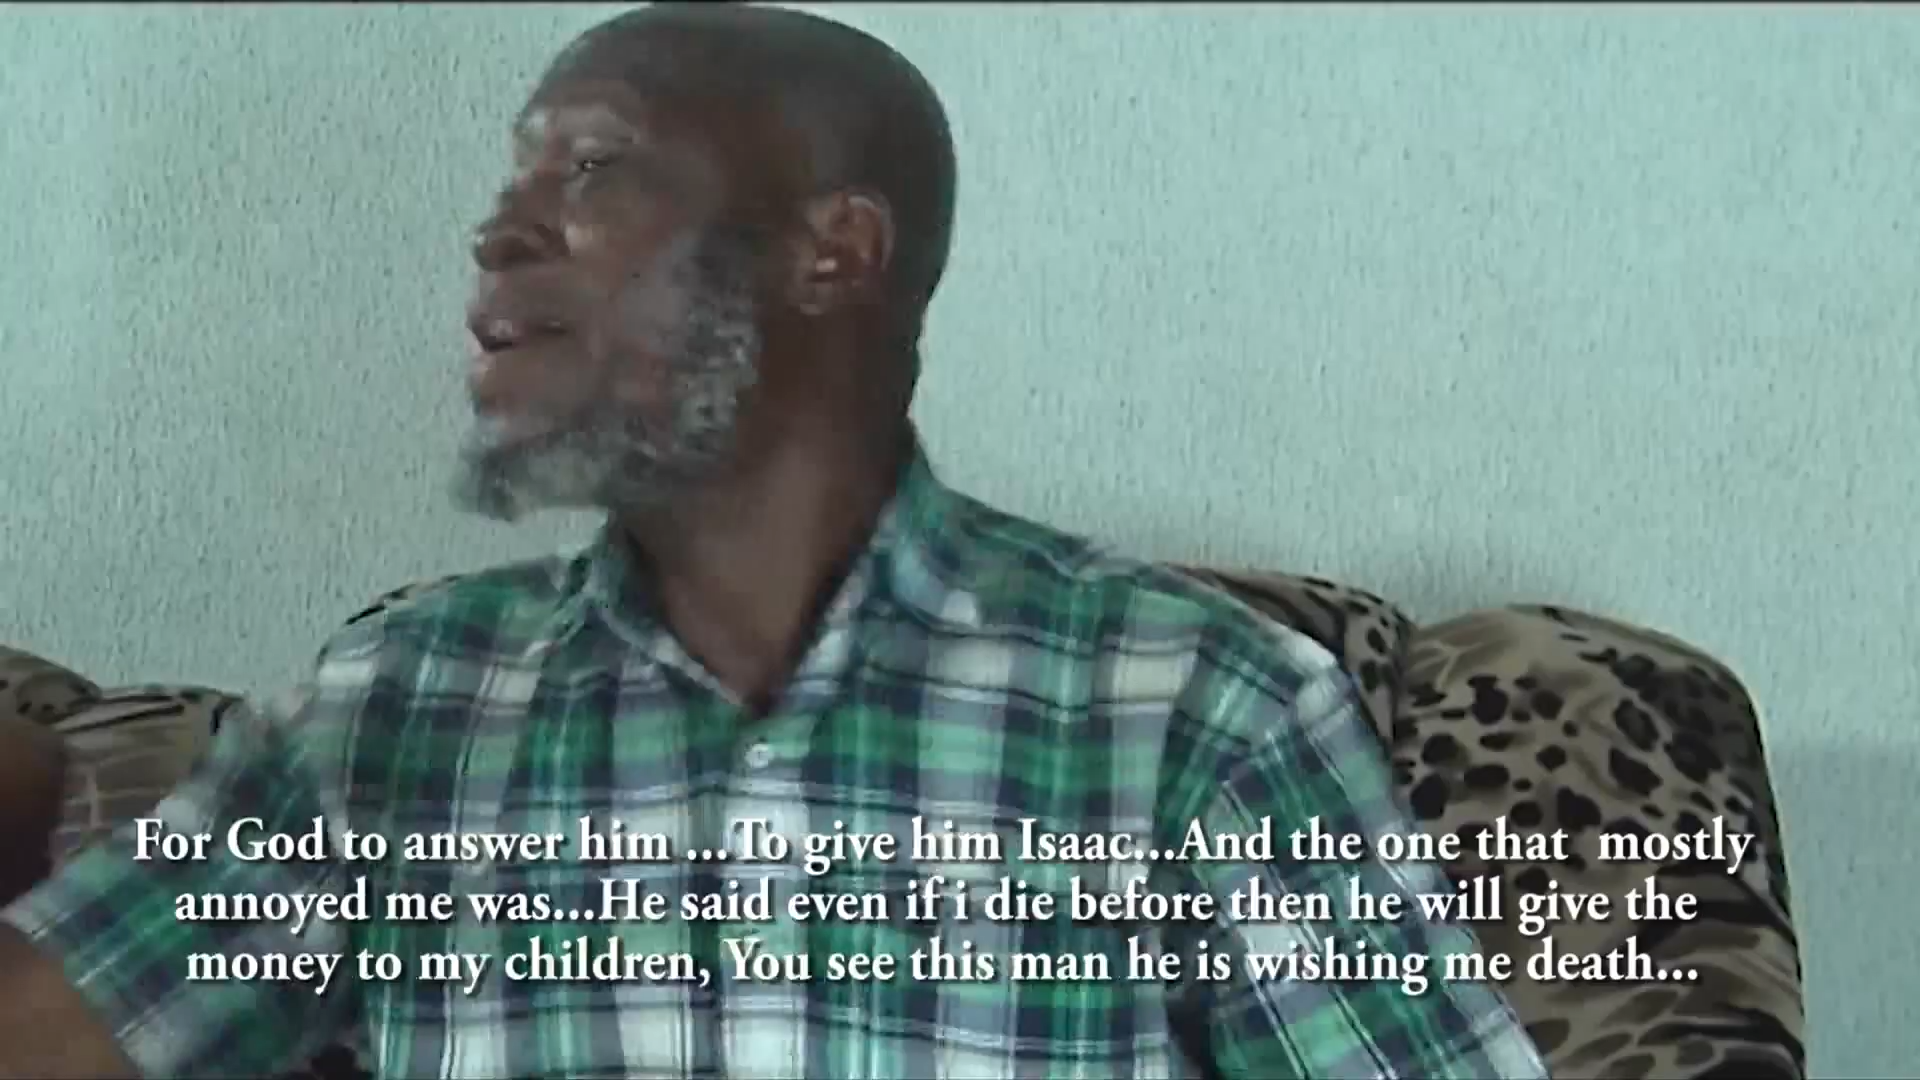 For God to answer him ...To give him Isaac...And the one that mostly
annoyed me was...He said even if i die before then he will give the
money to my children, You see this man he is wishing me death...